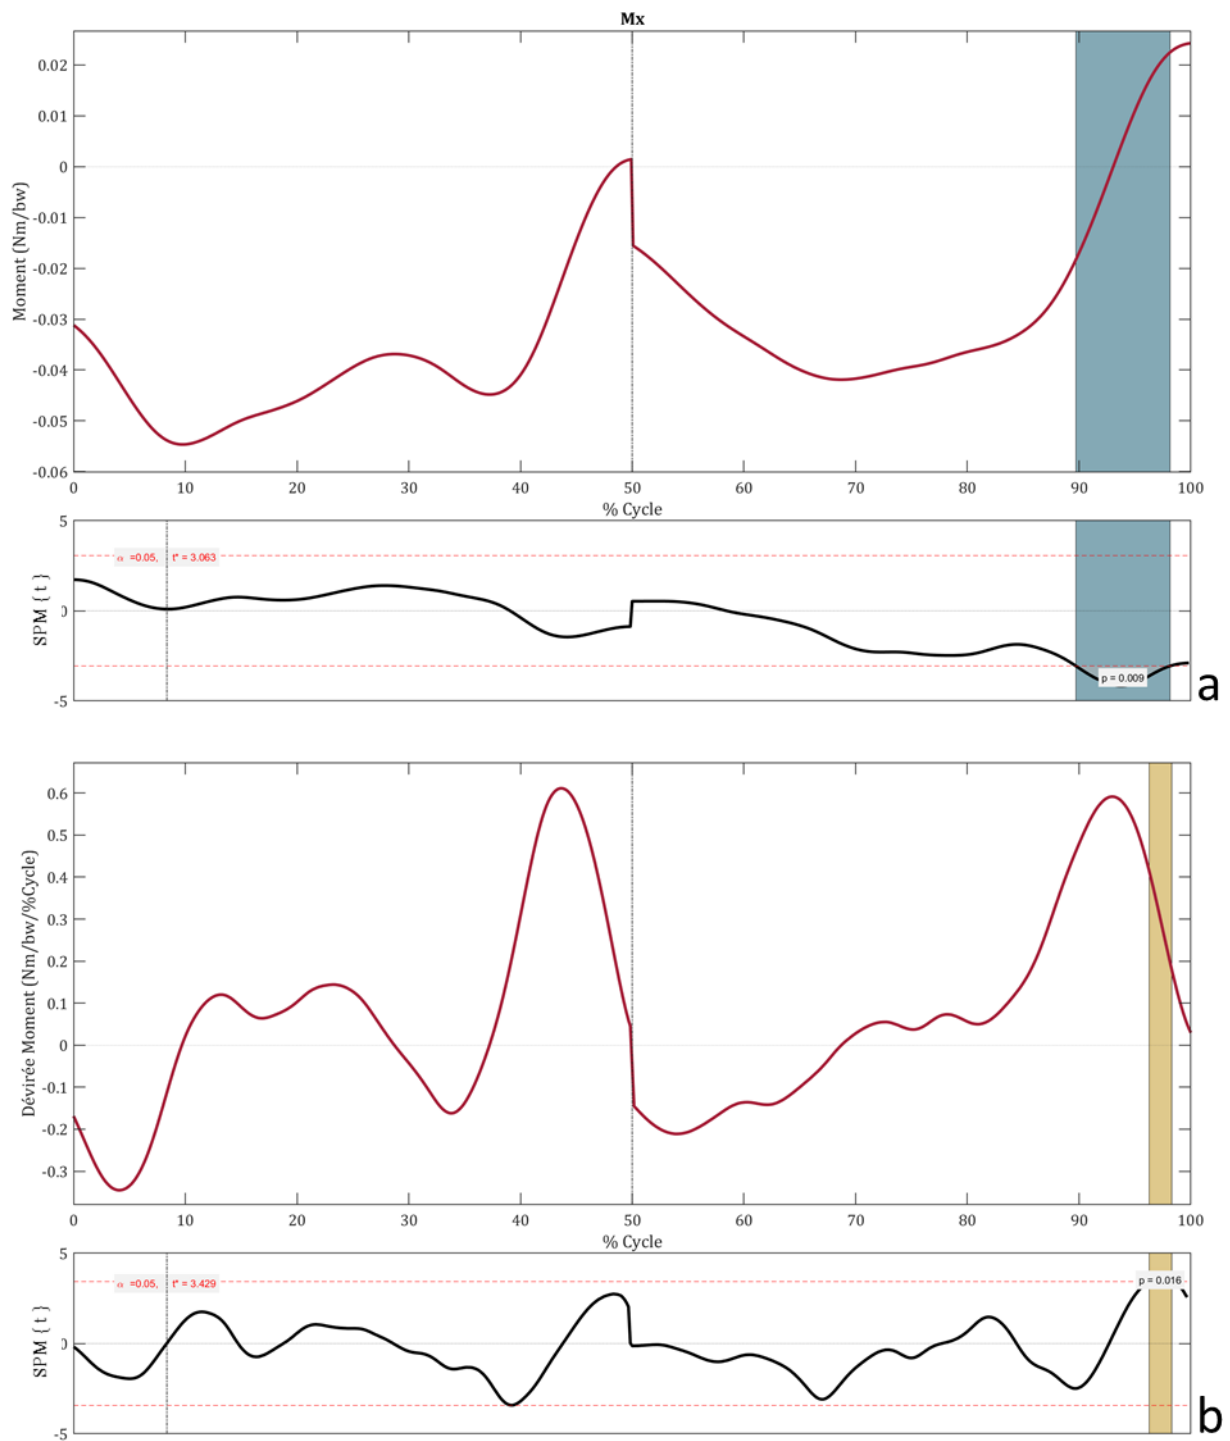 Mx
Moment (Nm/bw)
0.02
0.01
0
-0.01
-0.02
-0.03
-0.04
-0.05
-0.06
0 10 20 30 40 50 60 70 80 90 100
% Cycle
SPM { t }
5
0
-5
α =0.05, t* = 3.063
p = 0.009
a
Dévirée Moment (Nm/bw/%Cycle)
0.6
0.5
0.4
0.3
0.2
0.1
0
-0.1
-0.2
-0.3
0 10 20 30 40 50 60 70 80 90 100
% Cycle
SPM { t }
5
0
-5
α =0.05, t* = 3.429
p = 0.016
b